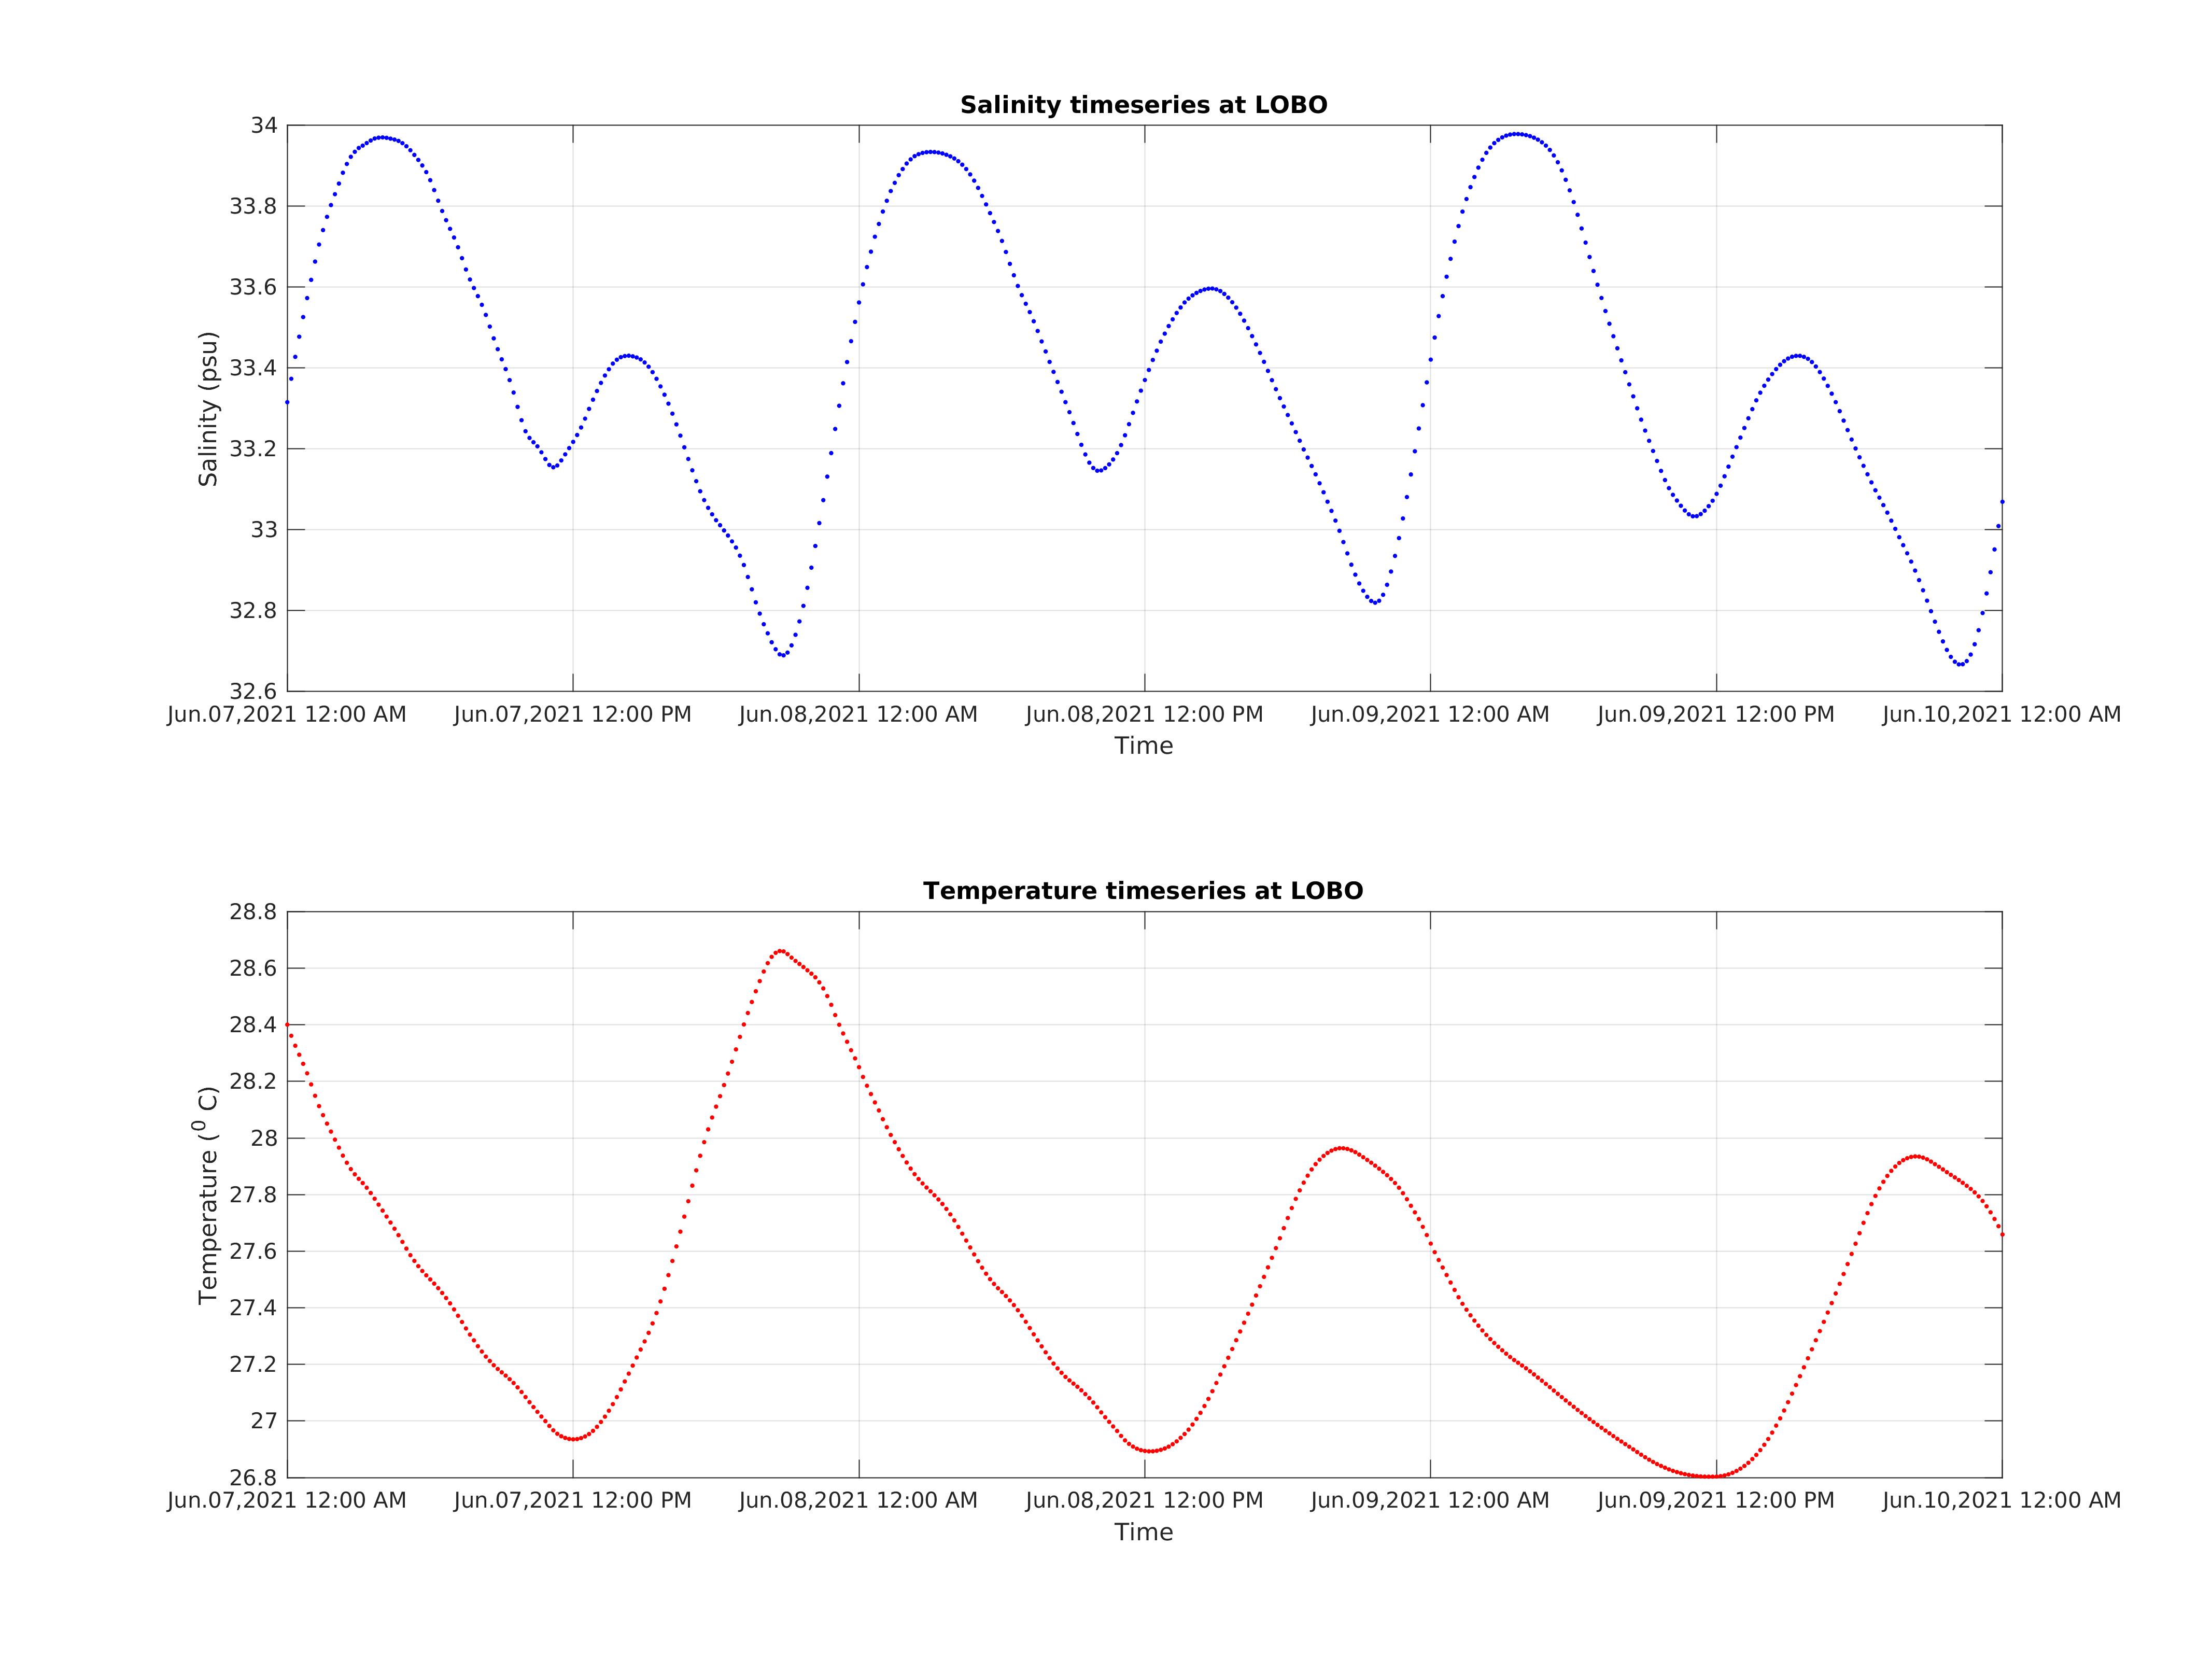 Salinity timeseries at LOBO
34
33.8
33.6
33.4
33.2
33
32.8
32.6
Salinity (psu)
Jun.07,2021 12:00 AM Jun.07,2021 12:00 PM Jun.08,2021 12:00 AM Jun.08,2021 12:00 PM Jun.09,2021 12:00 AM Jun.09,2021 12:00 PM Jun.10,2021 12:00 AM
Time
Temperature timeseries at LOBO
28.8
28.6
28.4
28.2
28
27.8
27.6
27.4
27.2
27
26.8
Temperature (⁰ C)
Jun.07,2021 12:00 AM Jun.07,2021 12:00 PM Jun.08,2021 12:00 AM Jun.08,2021 12:00 PM Jun.09,2021 12:00 AM Jun.09,2021 12:00 PM Jun.10,2021 12:00 AM
Time